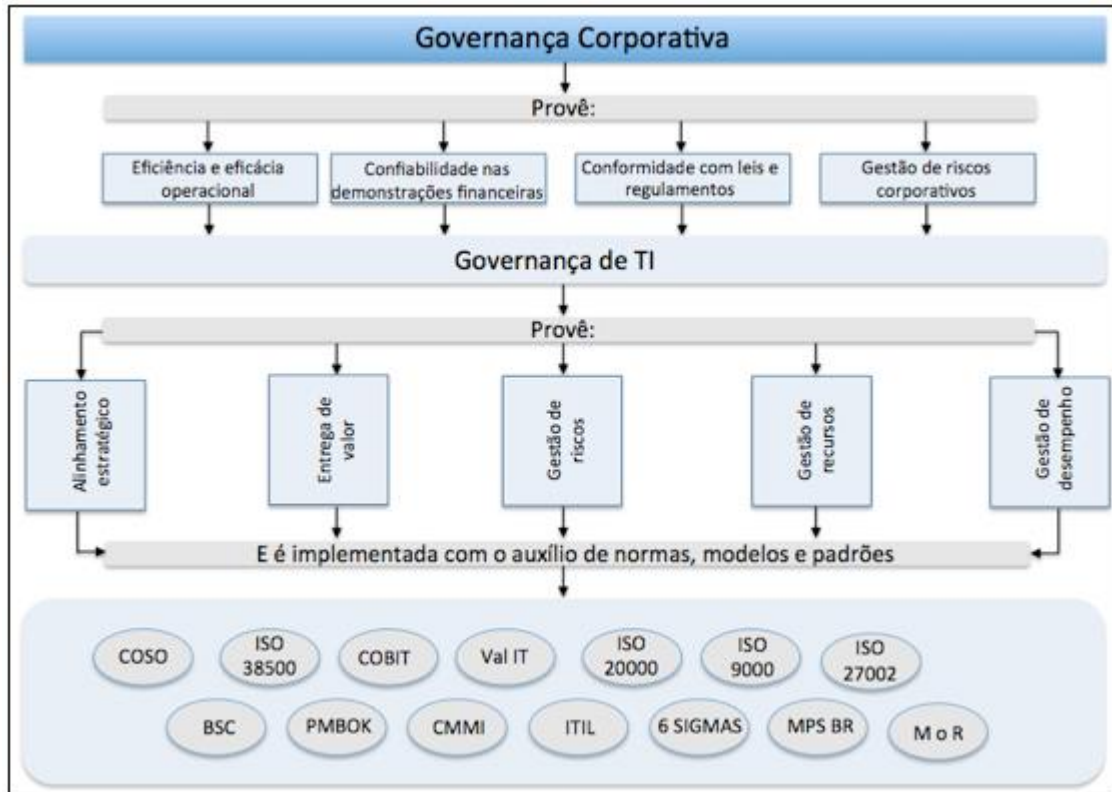 Governança Corporativa
Provê:
Eficiência e eficácia
operacional
Confiabilidade nas
demonstrações financeiras
Conformidade com leis e
regulamentos
Gestão de riscos
corporativos
Governança de TI
Provê:
Alinhamento
estratégico
Entrega de
valor
Gestão de
riscos
Gestão de
recursos
Gestão de
desempenho
E é implementada com o auxílio de normas, modelos e padrões
COSO
ISO
38500
COBIT
Val IT
ISO
20000
ISO
9000
ISO
27002
BSC
PMBOK
CMMI
ITIL
6 SIGMAS
MPS BR
M o R